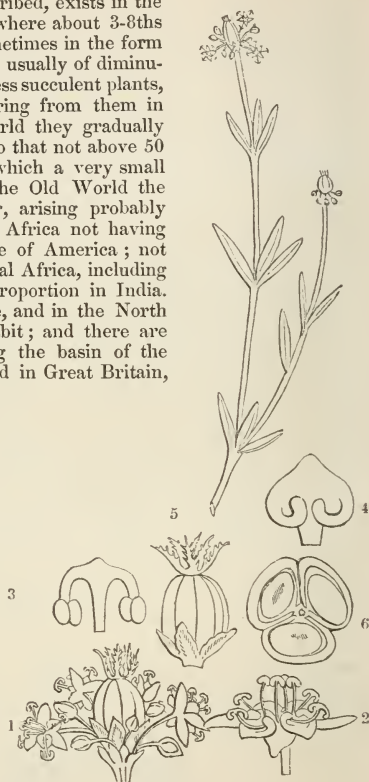 ribed, exists in the
where about 3-8ths
netimes in the form
usually of diminu-
ess succulent plants,
ring from them in
rld they gradually
o that not above 50
which a very small
he Old World the
r, arising probably
Africa not having
e of America ; not
al Africa, including
roportion in India.
e, and in the North
bit ; and there are
g the basin of the
d in Great Britain,
4
5
3
6
1
2